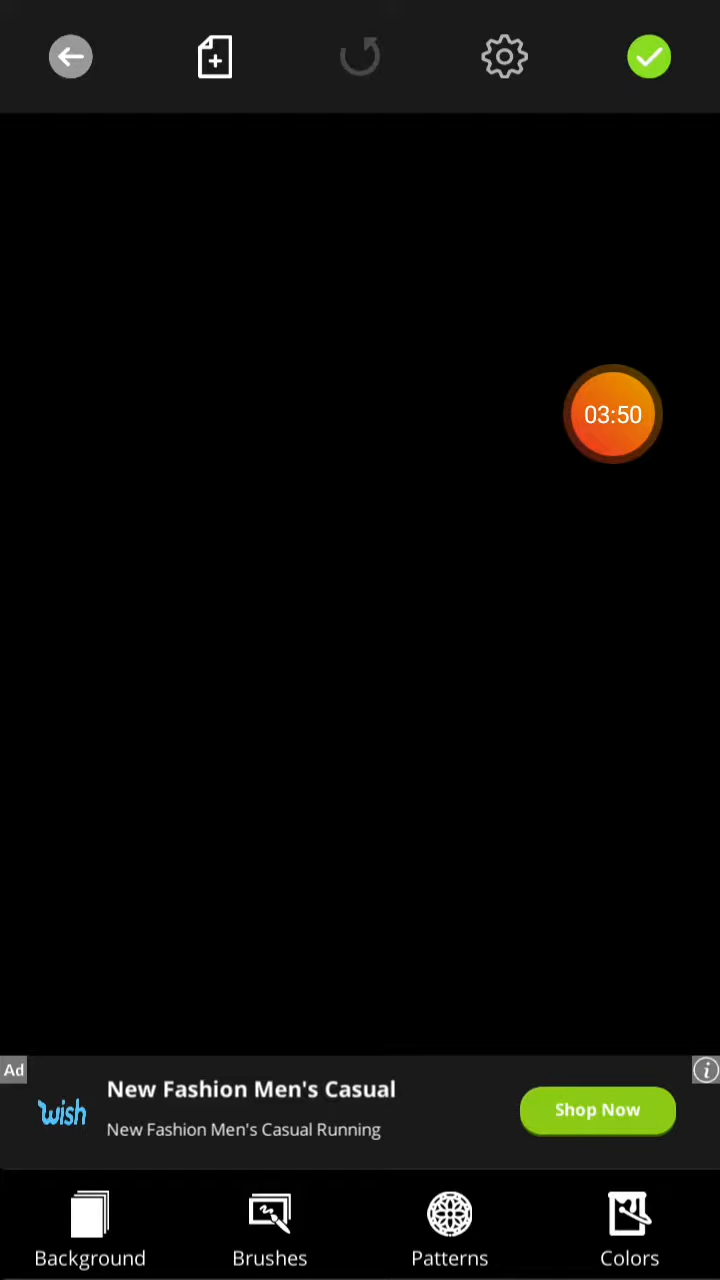 03:50
Ad
New Fashion Men's Casual
wish
Shop Now
New Fashion Men's Casual Running
Background Brushes Patterns Colors